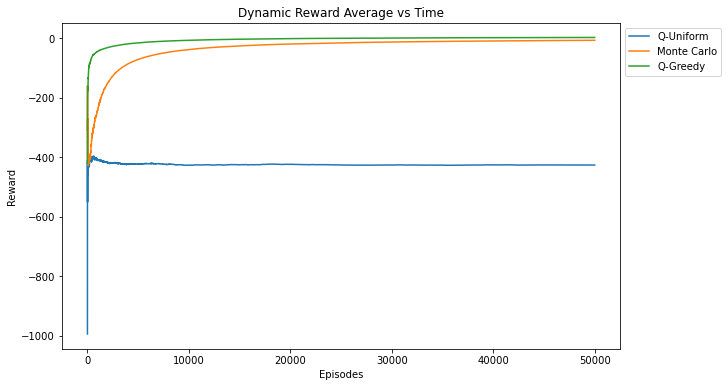 Dynamic Reward Average vs Time
Q-Uniform
Monte Carlo
Q-Greedy
Reward
0
−200
−400
−600
−800
−1000
0 10000 20000 30000 40000 50000
Episodes